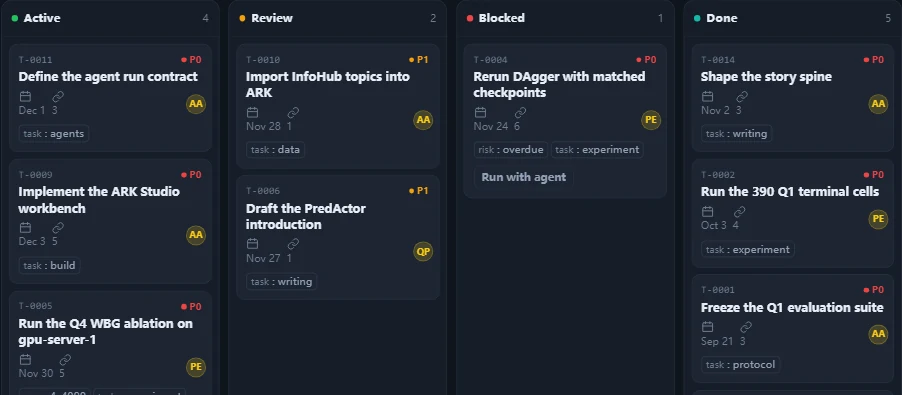 Active 4
T-0011 P0
Define the agent run contract
Dec 1 3
AA
task : agents
T-0009 P0
Implement the ARK Studio
workbench
Dec 3 5
AA
task : build
T-0005 P0
Run the Q4 WBG ablation on
gpu-server-1
Nov 30 5
PE
Review 2
T-0010 P1
Import InfoHub topics into
ARK
Nov 28 1
AA
task : data
T-0006 P1
Draft the PredActor
introduction
Nov 27 1
QP
task : writing
Blocked 1
T-0004 P0
Rerun DAgger with matched
checkpoints
Nov 24 6
PE
risk : overdue task : experiment
Run with agent
Done 5
T-0014 P0
Shape the story spine
Nov 2 3
AA
task : writing
T-0002 P0
Run the 390 Q1 terminal cells
Oct 3 4
PE
task : experiment
T-0001 P0
Freeze the Q1 evaluation suite
Sep 21 3
AA
task : protocol